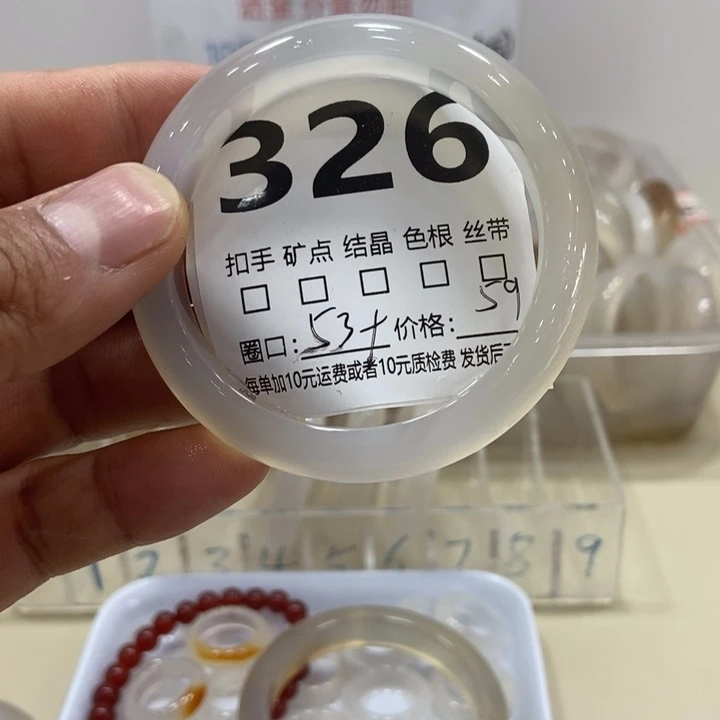 326
扣手 矿点 结晶 色根 丝带
圈口: 53+ 价格: 59
每单加10元运费或者10元质检费 发货后
1 2 3 4 5 6 7 8 9